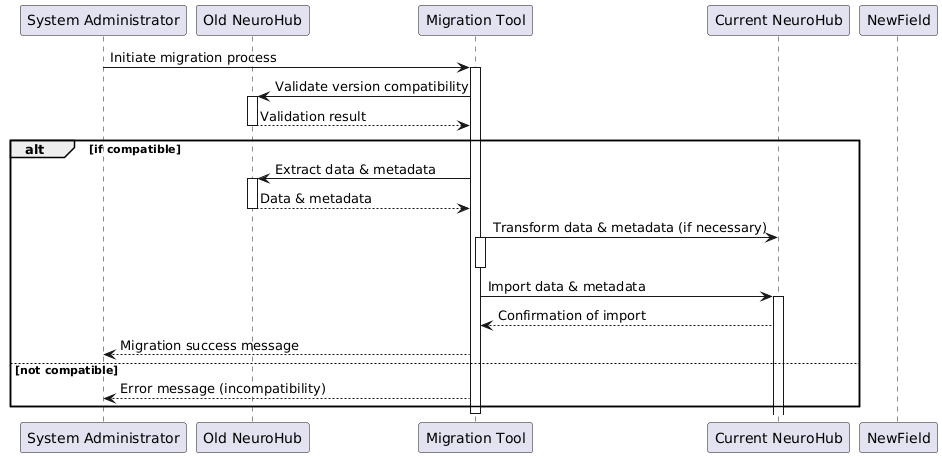 System Administrator
Old NeuroHub
Migration Tool
Current NeuroHub
NewField
Initiate migration process
Validate version compatibility
Validation result
alt [if compatible]
Extract data & metadata
Data & metadata
Transform data & metadata (if necessary)
Import data & metadata
Confirmation of import
Migration success message
[not compatible]
Error message (incompatibility)
System Administrator
Old NeuroHub
Migration Tool
Current NeuroHub
NewField